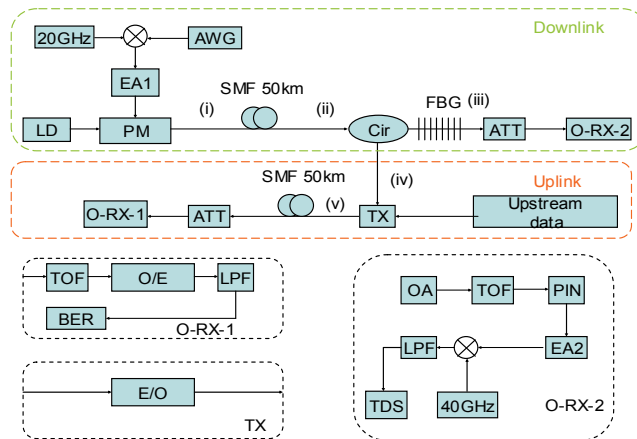 Downlink
20GHz
AWG
EA1
SMF 50km
(i)
(ii)
FBG
(iii)
LD
PM
Cir
ATT
O-RX-2
(iv)
Uplink
SMF 50km
(v)
O-RX-1
ATT
TX
Upstream
data
TOF
O/E
LPF
BER
O-RX-1
E/O
TX
OA
TOF
PIN
LPF
EA2
TDS
40GHz
O-RX-2